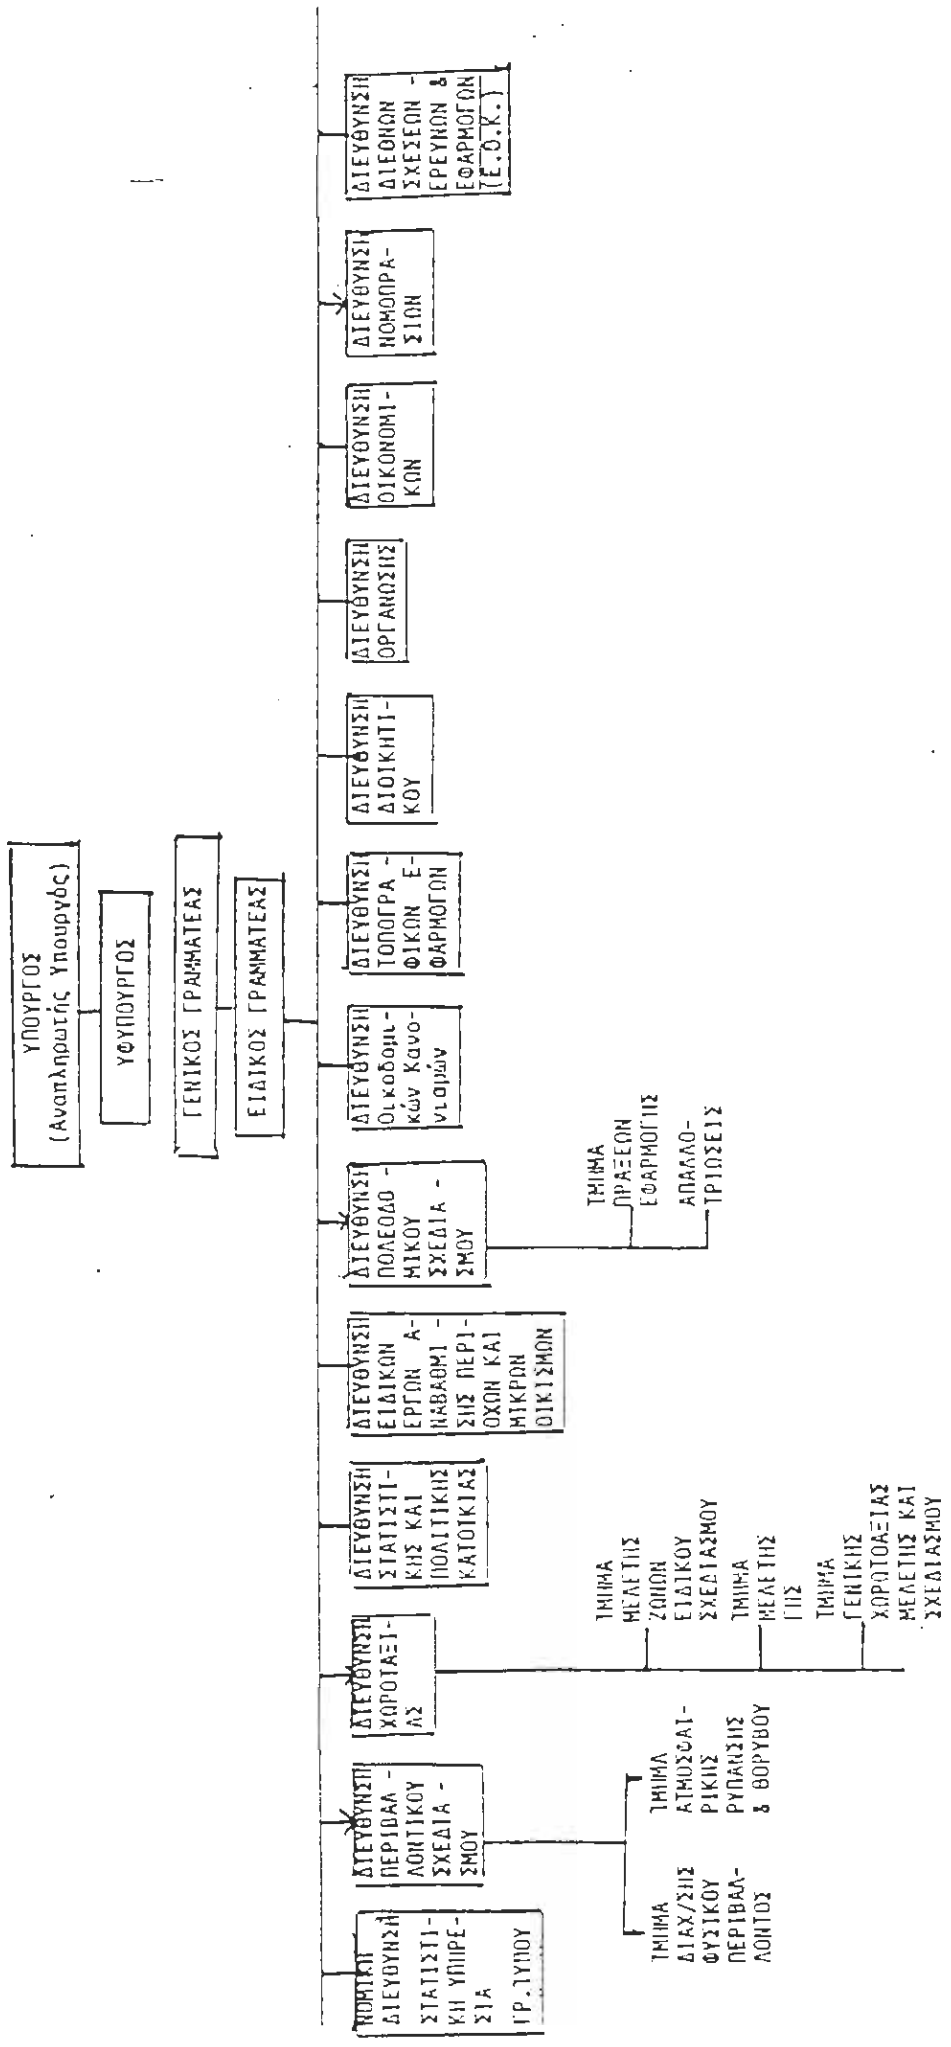 ΥΠΟΥΡΓΟΣ
(Αναπληρωτής Υπουργός)
ΥΦΥΠΟΥΡΓΟΣ
ΓΕΝΙΚΟΣ ΓΡΑΜΜΑΤΕΑΣ
ΕΙΔΙΚΟΣ ΓΡΑΜΜΑΤΕΑΣ
ΝΟΜΙΚΗ
ΔΙΕΥΘΥΝΣΗ
ΣΤΑΤΙΣΤΙ-
ΚΗ ΥΠΗΡΕ-
ΣΙΑ
ΓΡ.ΤΥΠΟΥ
ΔΙΕΥΘΥΝΣΗ
ΠΕΡΙΒΑΛ-
ΛΟΝΤΙΚΟΥ
ΣΧΕΔΙΑ-
ΣΜΟΥ
ΤΜΗΜΑ
ΔΙΑΧ/ΣΗΣ
ΦΥΣΙΚΟΥ
ΠΕΡΙΒΑΛ-
ΛΟΝΤΟΣ
ΤΜΗΜΑ
ΑΤΜΟΣΦΑΙ-
ΡΙΚΗΣ
ΡΥΠΑΝΣΗΣ
& ΘΟΡΥΒΟΥ
ΔΙΕΥΘΥΝΣΗ
ΧΩΡΟΤΑΞΙ-
ΑΣ
ΤΜΗΜΑ
ΜΕΛΕΤΗΣ
ΖΩΝΩΝ
ΕΙΔΙΚΟΥ
ΣΧΕΔΙΑΣΜΟΥ
ΤΜΗΜΑ
ΜΕΛΕΤΗΣ
ΓΗΣ
ΤΜΗΜΑ
ΓΕΝΙΚΗΣ
ΧΩΡΟΤΟΑΞΙΑΣ
ΜΕΛΕΤΗΣ ΚΑΙ
ΣΧΕΔΙΑΣΜΟΥ
ΔΙΕΥΘΥΝΣΗ
ΣΤΑΤΙΣΤΙ-
ΚΗΣ ΚΑΙ
ΠΟΛΙΤΙΚΗΣ
ΚΑΤΟΙΚΙΑΣ
ΔΙΕΥΘΥΝΣΗ
ΕΙΔΙΚΩΝ
ΕΡΓΩΝ Α-
ΝΑΒΑΘΜΙ-
ΣΗΣ ΠΕΡΙ-
ΟΧΩΝ ΚΑΙ
ΜΙΚΡΩΝ
ΟΙΚΙΣΜΩΝ
ΔΙΕΥΘΥΝΣΗ
ΠΟΛΕΟΔΟ-
ΜΙΚΟΥ
ΣΧΕΔΙΑ-
ΣΜΟΥ
ΤΜΗΜΑ
ΠΡΑΞΕΩΝ
ΕΦΑΡΜΟΓΗΣ
ΑΠΑΛΛΟ-
ΤΡΙΩΣΕΙΣ
ΔΙΕΥΘΥΝΣΗ
Οικοδομι-
κών Κανο-
νισμών
ΔΙΕΥΘΥΝΣΗ
ΤΟΠΟΓΡΑ-
ΦΙΚΩΝ Ε-
ΦΑΡΜΟΓΩΝ
ΔΙΕΥΘΥΝΣΗ
ΔΙΟΙΚΗΤΙ-
ΚΟΥ
ΔΙΕΥΘΥΝΣΗ
ΟΡΓΑΝΩΣΗΣ
ΔΙΕΥΘΥΝΣΗ
ΟΙΚΟΝΟΜΙ-
ΚΩΝ
ΔΙΕΥΘΥΝΣΗ
ΝΟΜΟΠΡΑ-
ΣΙΩΝ
ΔΙΕΥΘΥΝΣΗ
ΔΙΕΘΝΩΝ
ΣΧΕΣΕΩΝ -
ΕΡΕΥΝΩΝ &
ΕΦΑΡΜΟΓΩΝ
(Ε.Ο.Κ.)